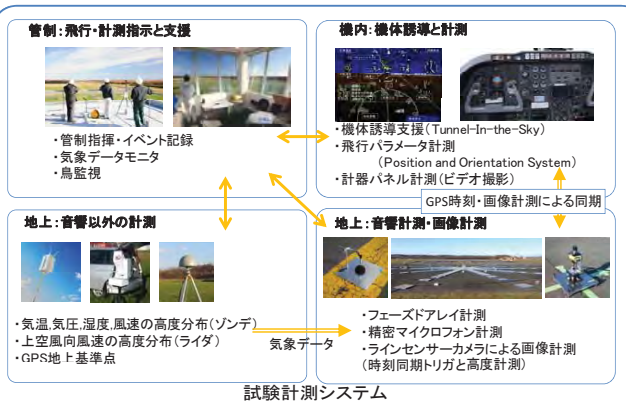 管制：飛行・計測指示と支援
・管制指揮・イベント記録
・気象データモニタ
・鳥監視
機内：機体誘導と計測
・機体誘導支援（Tunnel-In-the-Sky）
・飛行パラメータ計測
（Position and Orientation System）
・計器パネル計測（ビデオ撮影）
GPS時刻・画像計測による同期
地上：音響以外の計測
・気温,気圧,湿度,風速の高度分布（ゾンデ）
・上空風向風速の高度分布（ライダ）
・GPS地上基準点
気象データ
地上：音響計測・画像計測
・フェーズドアレイ計測
・精密マイクロフォン計測
・ラインセンサーカメラによる画像計測
（時刻同期トリガと高度計測）
試験計測システム